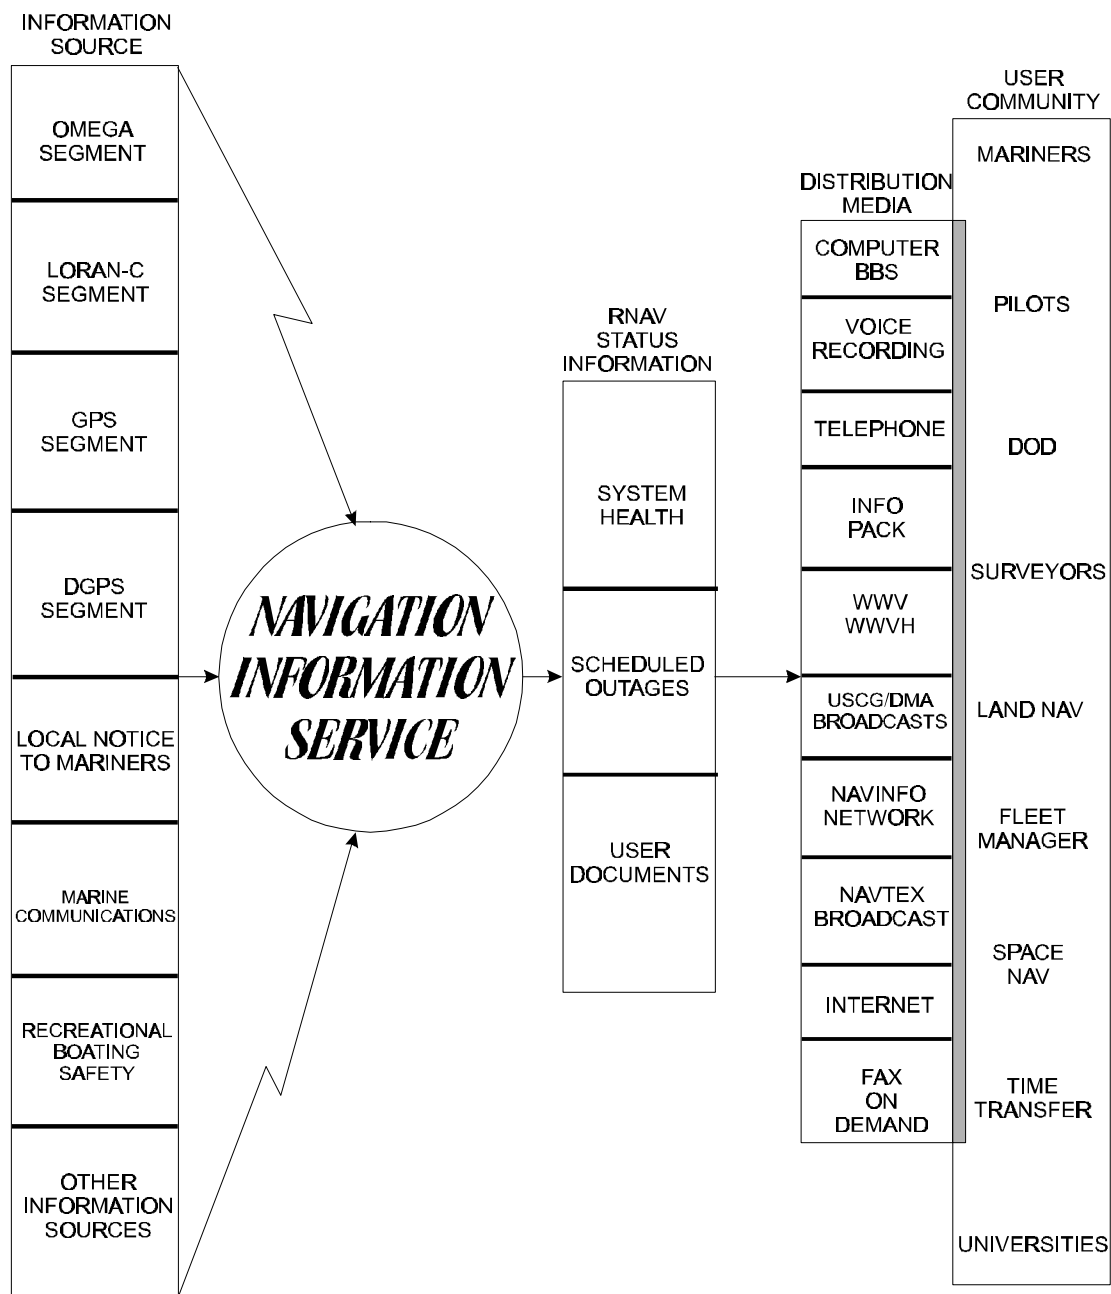 INFORMATION
SOURCE
OMEGA
SEGMENT
LORAN-C
SEGMENT
GPS
SEGMENT
DGPS
SEGMENT
LOCAL NOTICE
TO MARINERS
MARINE
COMMUNICATIONS
RECREATIONAL
BOATING
SAFETY
OTHER
INFORMATION
SOURCES
NAVIGATION
INFORMATION
SERVICE
RNAV
STATUS
INFORMATION
SYSTEM
HEALTH
SCHEDULED
OUTAGES
USER
DOCUMENTS
DISTRIBUTION
MEDIA
COMPUTER
BBS
VOICE
RECORDING
TELEPHONE
INFO
PACK
WWV
WWVH
USCG/DMA
BROADCASTS
NAVINFO
NETWORK
NAVTEX
BROADCAST
INTERNET
FAX
ON
DEMAND
USER
COMMUNITY
MARINERS
PILOTS
DOD
SURVEYORS
LAND NAV
FLEET
MANAGER
SPACE
NAV
TIME
TRANSFER
UNIVERSITIES